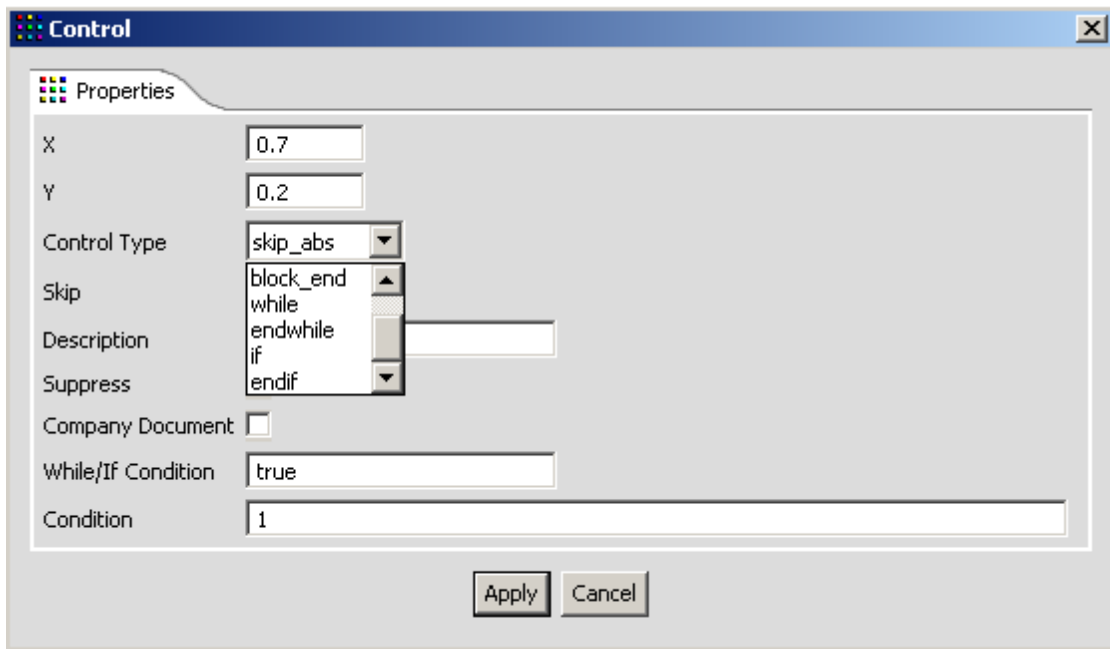 Control
Properties
X 0.7
Y 0.2
Control Type skip_abs
block_end
Skip
while
endwhile
Description
if
Suppress endif
Company Document
While/If Condition true
Condition 1
Apply Cancel